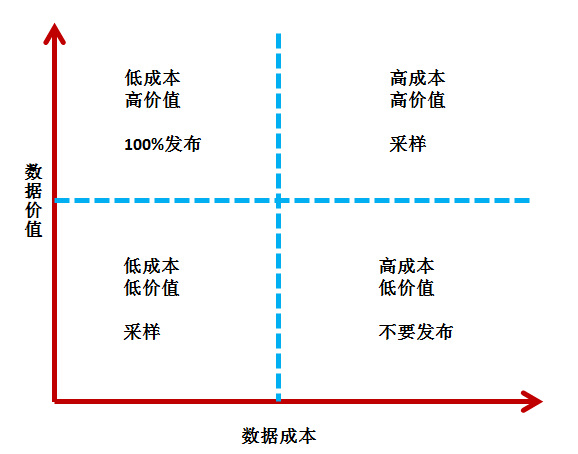 低成本
高价值
100%发布
高成本
高价值
采样
数据价值
低成本
低价值
采样
高成本
低价值
不要发布
数据成本